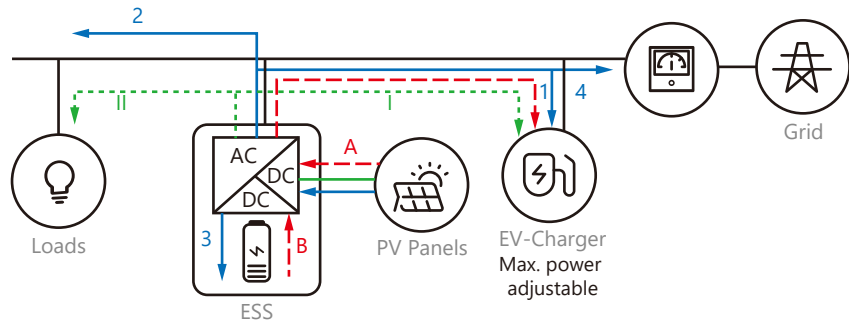 2
1
4
II
I
Grid
AC
DC
DC
A
3
B
Loads
PV Panels
EV-Charger
Max. power
adjustable
ESS